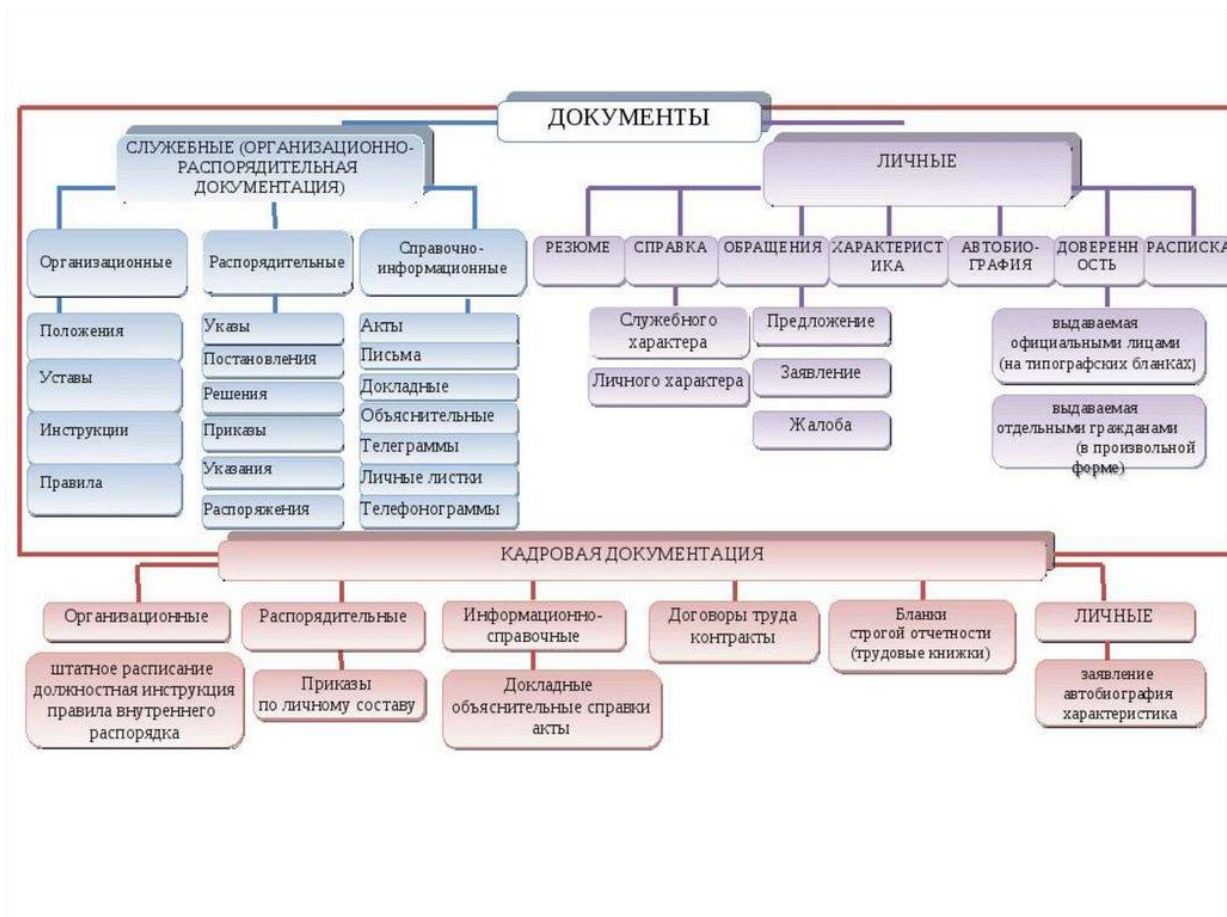 ДОКУМЕНТЫ
СЛУЖЕБНЫЕ (ОРГАНИЗАЦИОННО-
РАСПОРЯДИТЕЛЬНАЯ
ДОКУМЕНТАЦИЯ)
ЛИЧНЫЕ
Организационные
Распорядительные
Справочно-
информационные
РЕЗЮМЕ
СПРАВКА
ОБРАЩЕНИЯ
ХАРАКТЕРИСТ
ИКА
АВТОБИО-
ГРАФИЯ
ДОВЕРЕНН
ОСТЬ
РАСПИСКА
Положения
Уставы
Инструкции
Правила
Указы
Постановления
Решения
Приказы
Указания
Распоряжения
Акты
Письма
Докладные
Объяснительные
Телеграммы
Личные листки
Телефонограммы
Служебного
характера
Личного характера
Предложение
Заявление
Жалоба
выдаваемая
официальными лицами
(на типографских бланках)
выдаваемая
отдельными гражданами
(в произвольной
форме)
КАДРОВАЯ ДОКУМЕНТАЦИЯ
Организационные
Распорядительные
Информационно-
справочные
Договоры труда
контракты
Бланки
строгой отчетности
(трудовые книжки)
ЛИЧНЫЕ
штатное расписание
должностная инструкция
правила внутреннего
распорядка
Приказы
по личному составу
Докладные
объяснительные справки
акты
заявление
автобиография
характеристика